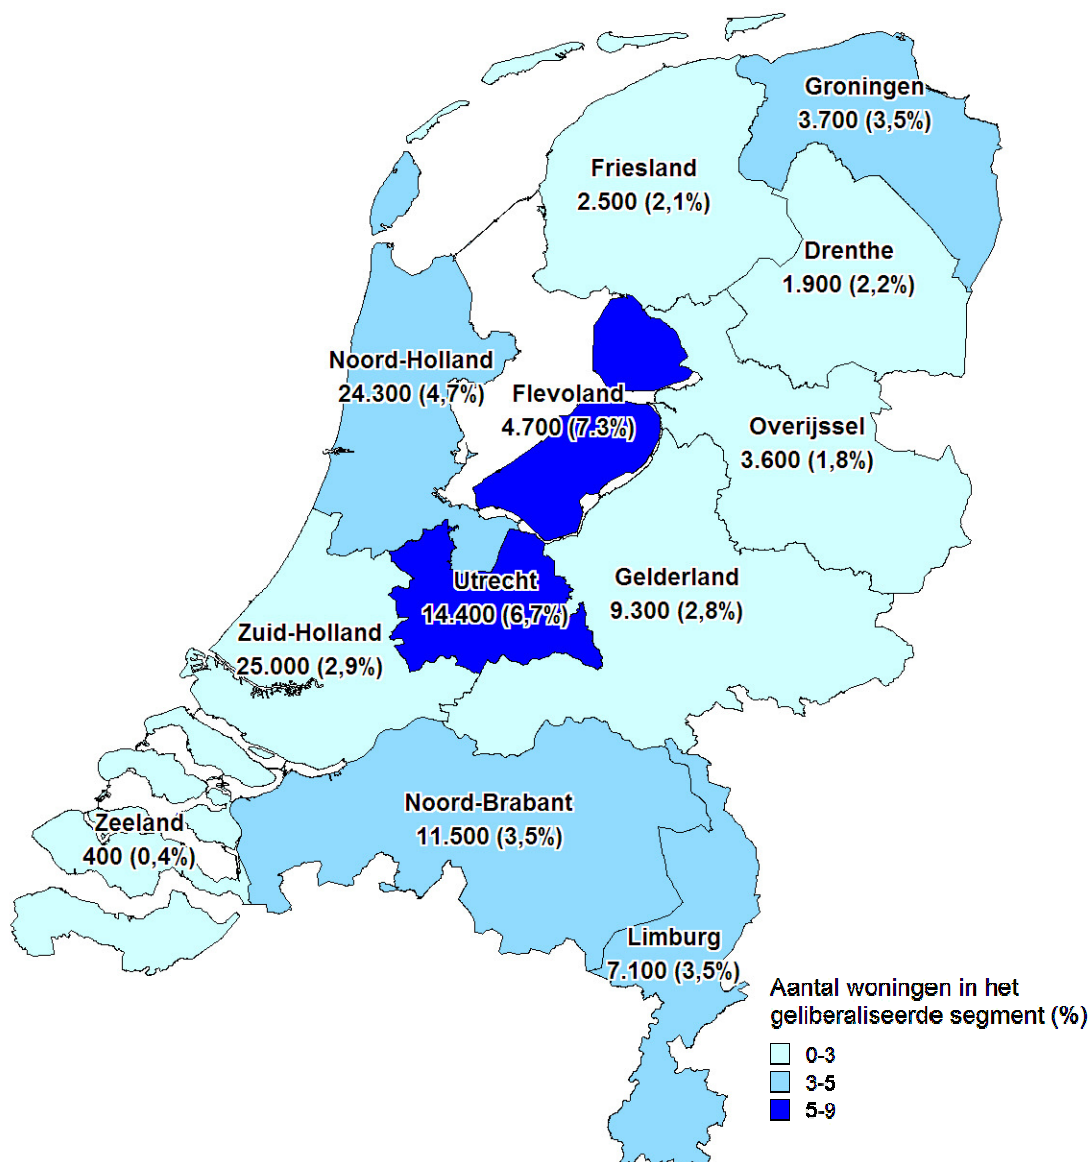 Groningen
3.700 (3,5%)
Friesland
2.500 (2,1%)
Drenthe
1.900 (2,2%)
Noord-Holland
24.300 (4,7%)
Flevoland
4.700 (7.3%)
Overijssel
3.600 (1,8%)
Utrecht
14.400 (6,7%)
Gelderland
9.300 (2,8%)
Zuid-Holland
25.000 (2,9%)
Noord-Brabant
11.500 (3,5%)
Zeeland
400 (0,4%)
Limburg
7.100 (3,5%)
Aantal woningen in het
geliberaliseerde segment (%)
0-3
3-5
5-9